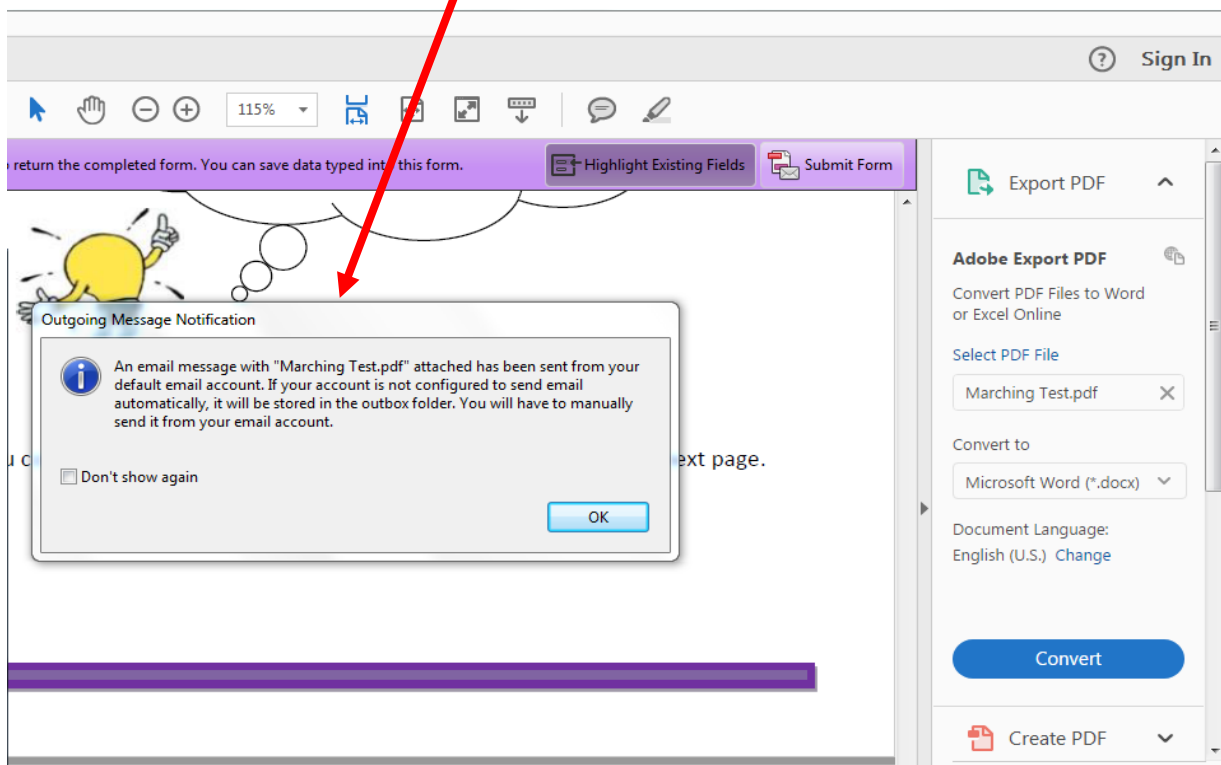 Sign In
115%
return the completed form. You can save data typed into this form.
Highlight Existing Fields
Submit Form
Export PDF
Adobe Export PDF
Convert PDF Files to Word
or Excel Online
Select PDF File
Marching Test.pdf
Convert to
Microsoft Word (*.docx)
Document Language:
English (U.S.) Change
Convert
Create PDF
Outgoing Message Notification
An email message with "Marching Test.pdf" attached has been sent from your
default email account. If your account is not configured to send email
automatically, it will be stored in the outbox folder. You will have to manually
send it from your email account.
Don't show again
OK
page.